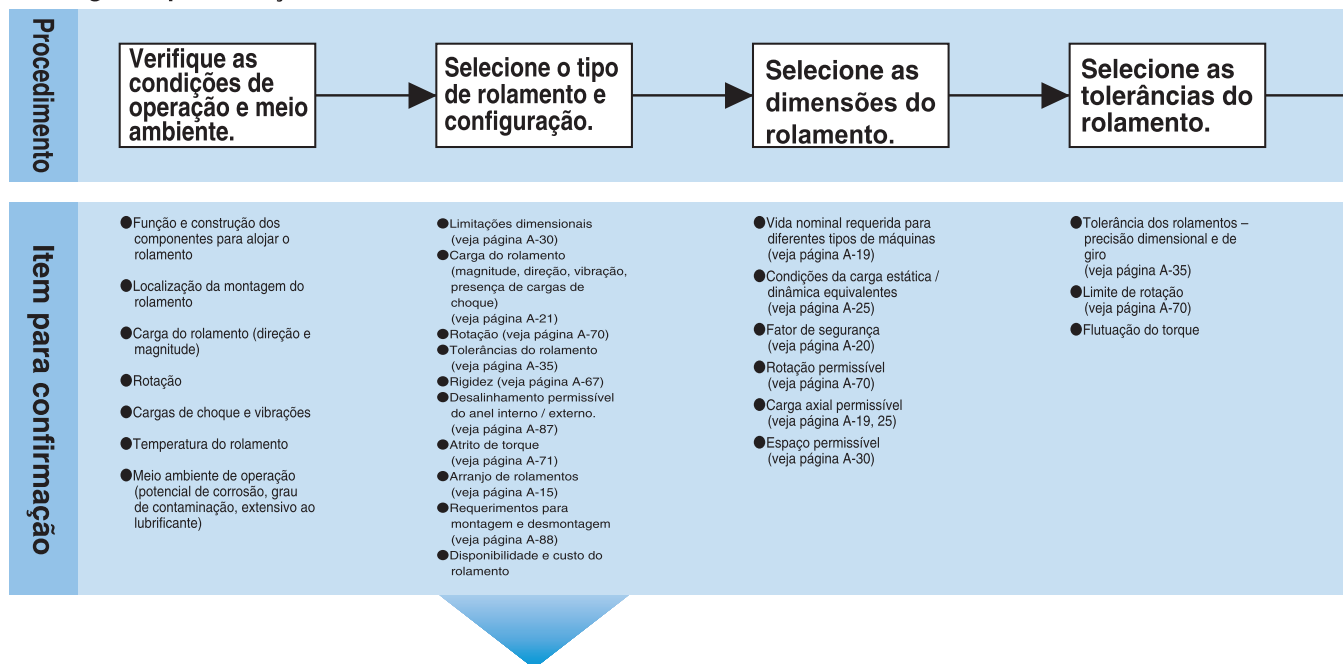 Procedimento
Verifique as
condições de
operação e meio
ambiente.
Selecione o tipo
de rolamento e
configuração.
Selecione as
dimensões do
rolamento.
Selecione as
tolerâncias do
rolamento.
Item para confirmação
●Função e construção dos
componentes para alojar o
rolamento
●Localização da montagem do
rolamento
●Carga do rolamento (direção e
magnitude)
●Rotação
●Cargas de choque e vibrações
●Temperatura do rolamento
●Meio ambiente de operação
(potencial de corrosão, grau
de contaminação, extensivo ao
lubrificante)
●Limitações dimensionais
(veja página A-30)
●Carga do rolamento
(magnitude, direção, vibração,
presença de cargas de
choque)
(veja página A-21)
●Rotação (veja página A-70)
●Tolerâncias do rolamento
(veja página A-35)
●Rigidez (veja página A-67)
●Desalinhamento permissível
do anel interno / externo.
(veja página A-87)
●Atrito de torque
(veja página A-71)
●Arranjo de rolamentos
(veja página A-15)
●Requerimentos para
montagem e desmontagem
(veja página A-88)
●Disponibilidade e custo do
rolamento
●Vida nominal requerida para
diferentes tipos de máquinas
(veja página A-19)
●Condições da carga estática /
dinâmica equivalentes
(veja página A-25)
●Fator de segurança
(veja página A-20)
●Rotação permissível
(veja página A-70)
●Carga axial permissível
(veja página A-19, 25)
●Espaço permissível
(veja página A-30)
●Tolerância dos rolamentos –
precisão dimensional e de
giro
(veja página A-35)
●Limite de rotação
(veja página A-70)
●Flutuação do torque